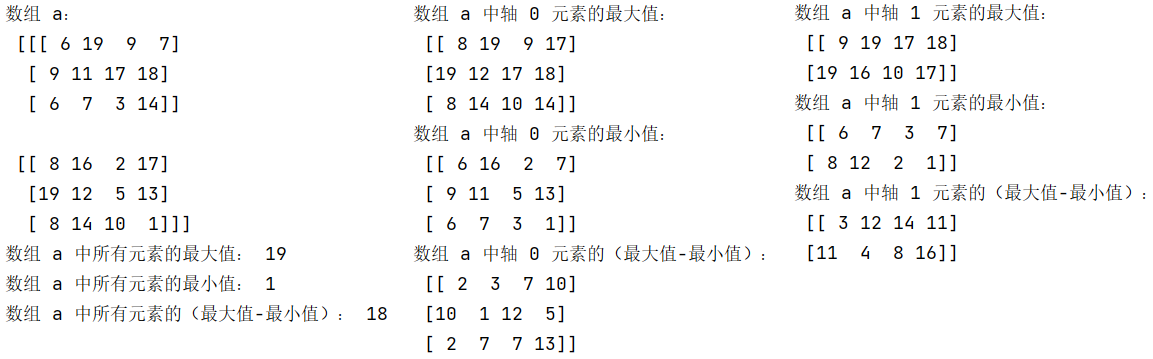 数组 a:
[[[ 6 19  9  7]
[ 9 11 17 18]
[ 6  7  3 14]]
[[ 8 16  2 17]
[19 12  5 13]
[ 8 14 10  1]]]
数组 a 中所有元素的最大值： 19
数组 a 中所有元素的最小值： 1
数组 a 中所有元素的（最大值-最小值）： 18
数组 a 中轴 0 元素的最大值：
[[ 8 19  9 17]
[19 12 17 18]
[ 8 14 10 14]]
数组 a 中轴 0 元素的最小值：
[[ 6 16  2  7]
[ 9 11  5 13]
[ 6  7  3  1]]
数组 a 中轴 0 元素的（最大值-最小值）：
[[ 2  3  7 10]
[10  1 12  5]
[ 2  7  7 13]]
数组 a 中轴 1 元素的最大值：
[[ 9 19 17 18]
[19 16 10 17]]
数组 a 中轴 1 元素的最小值：
[[ 6  7  3  7]
[ 8 12  2  1]]
数组 a 中轴 1 元素的（最大值-最小值）：
[[ 3 12 14 11]
[11  4  8 16]]